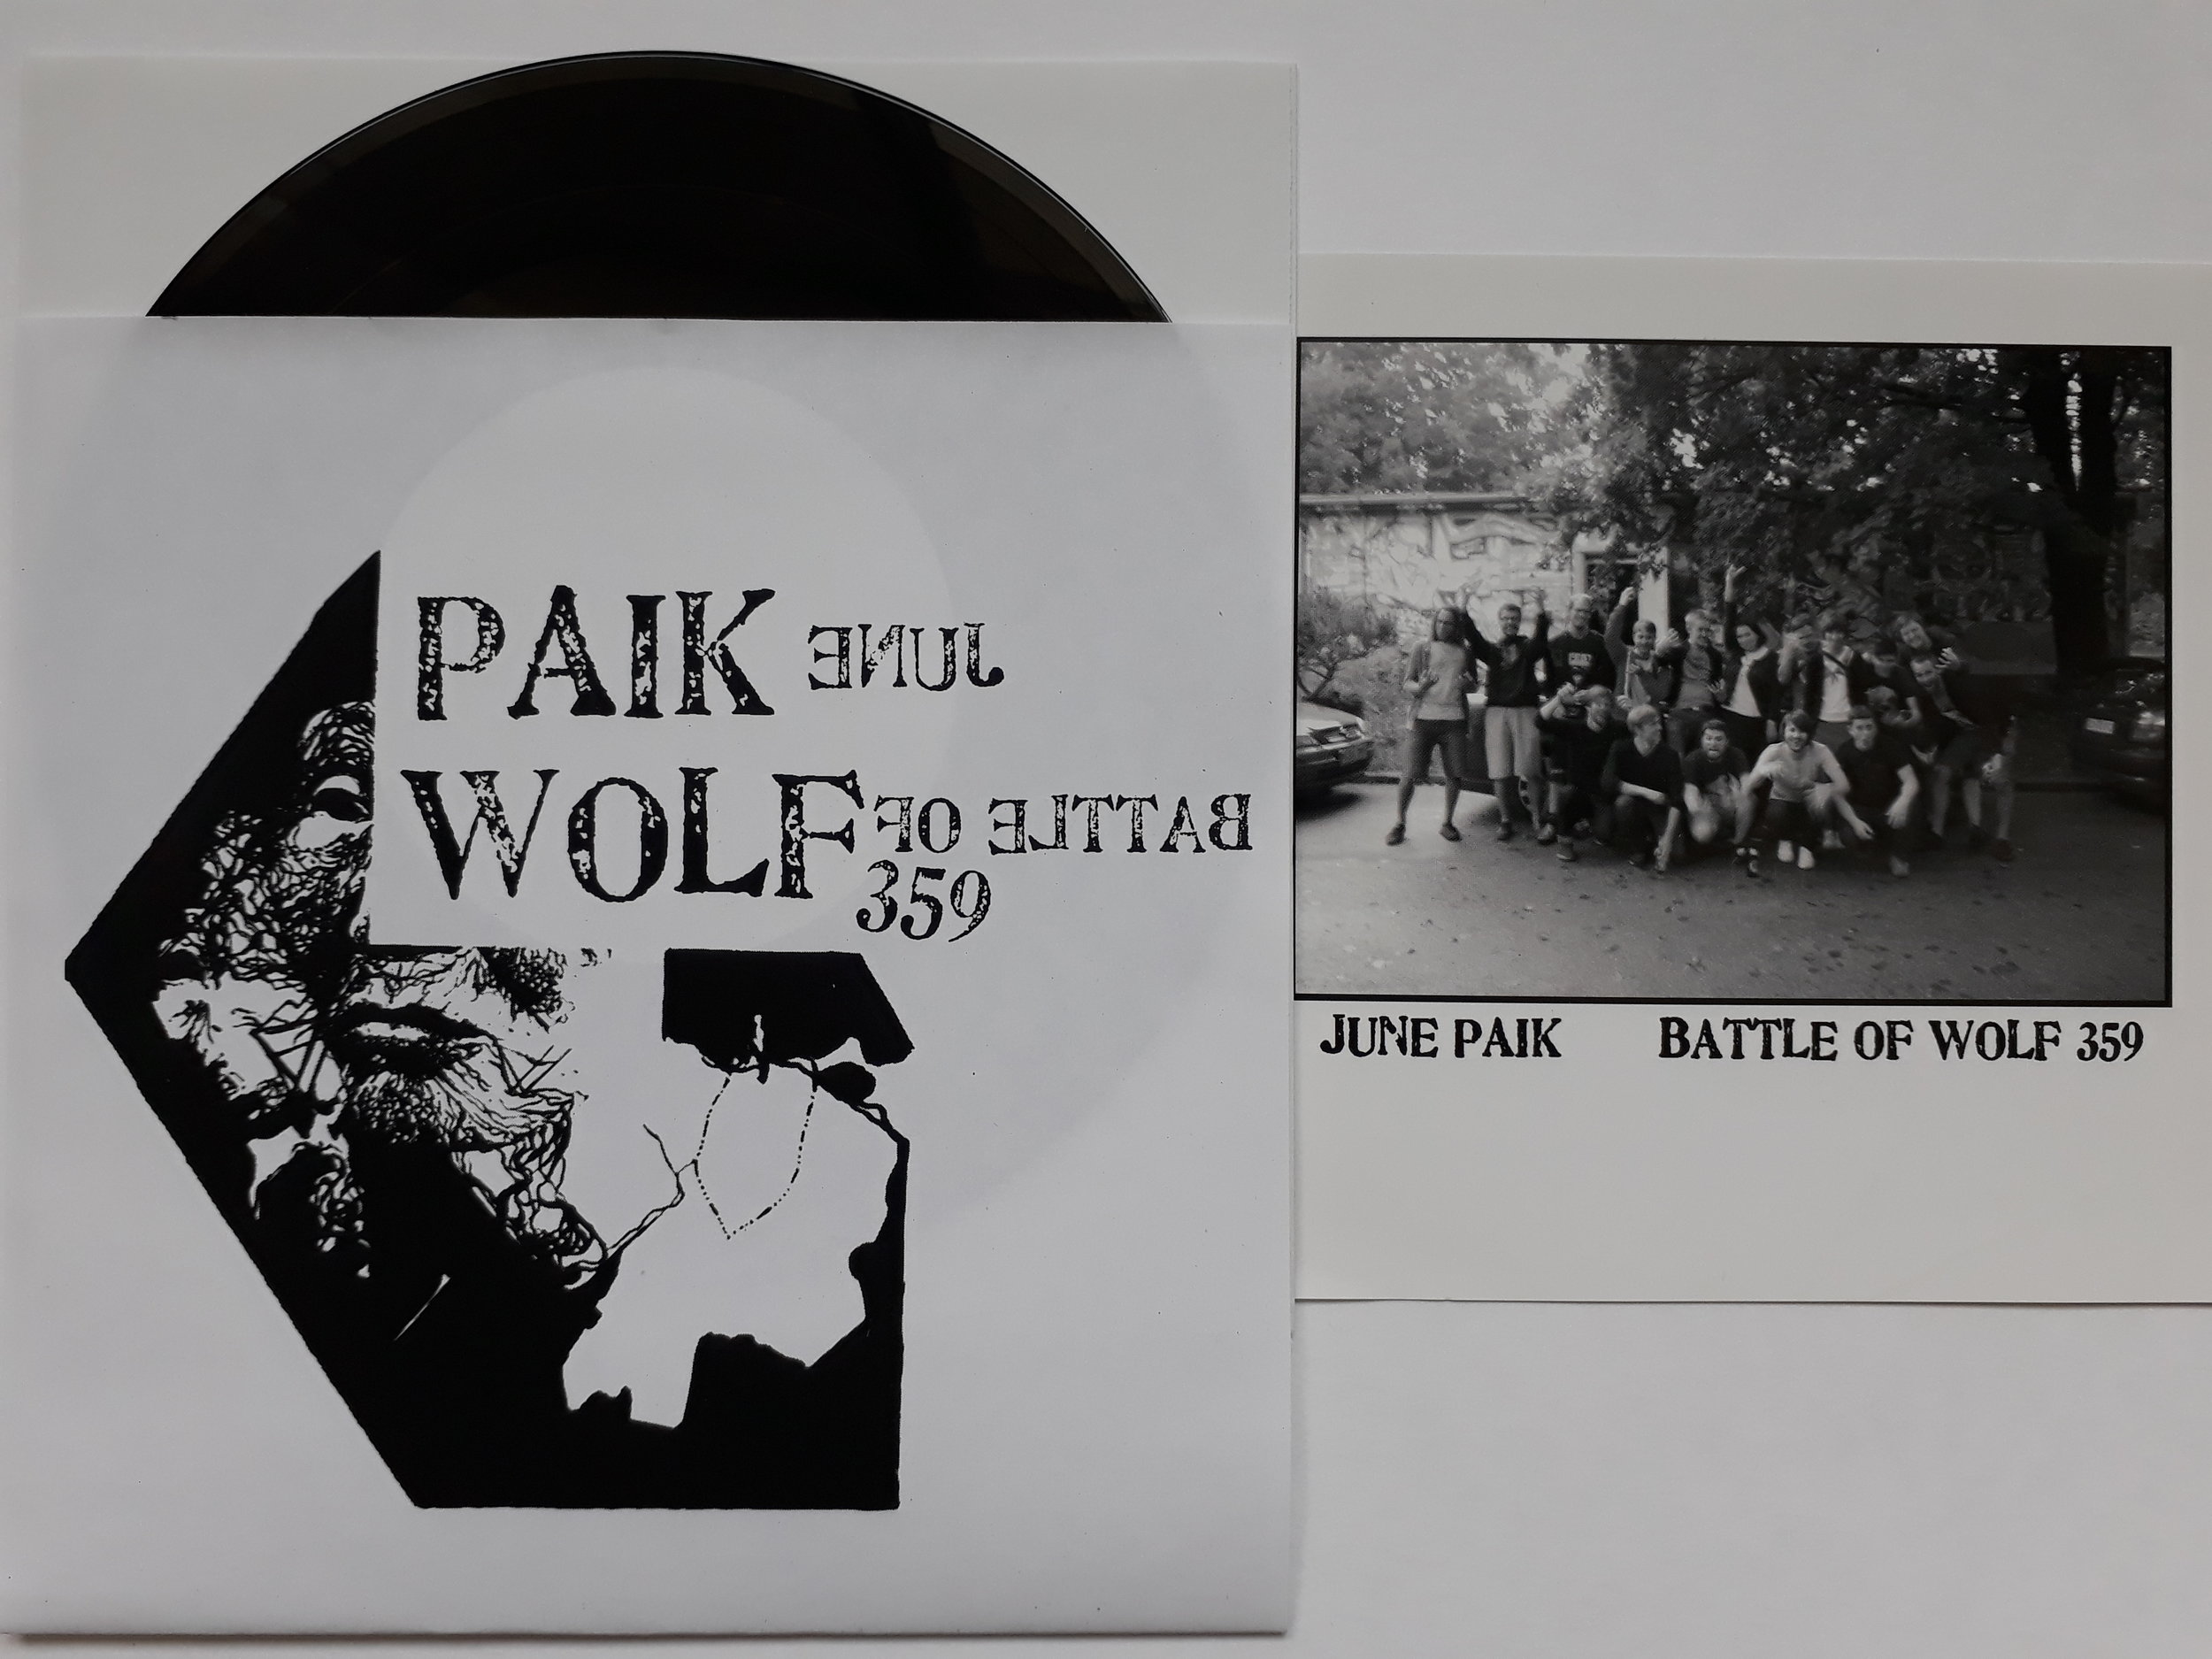 PAIK JUNE
WOLF BATTLE OF
359
JUNE PAIK BATTLE OF WOLF 359